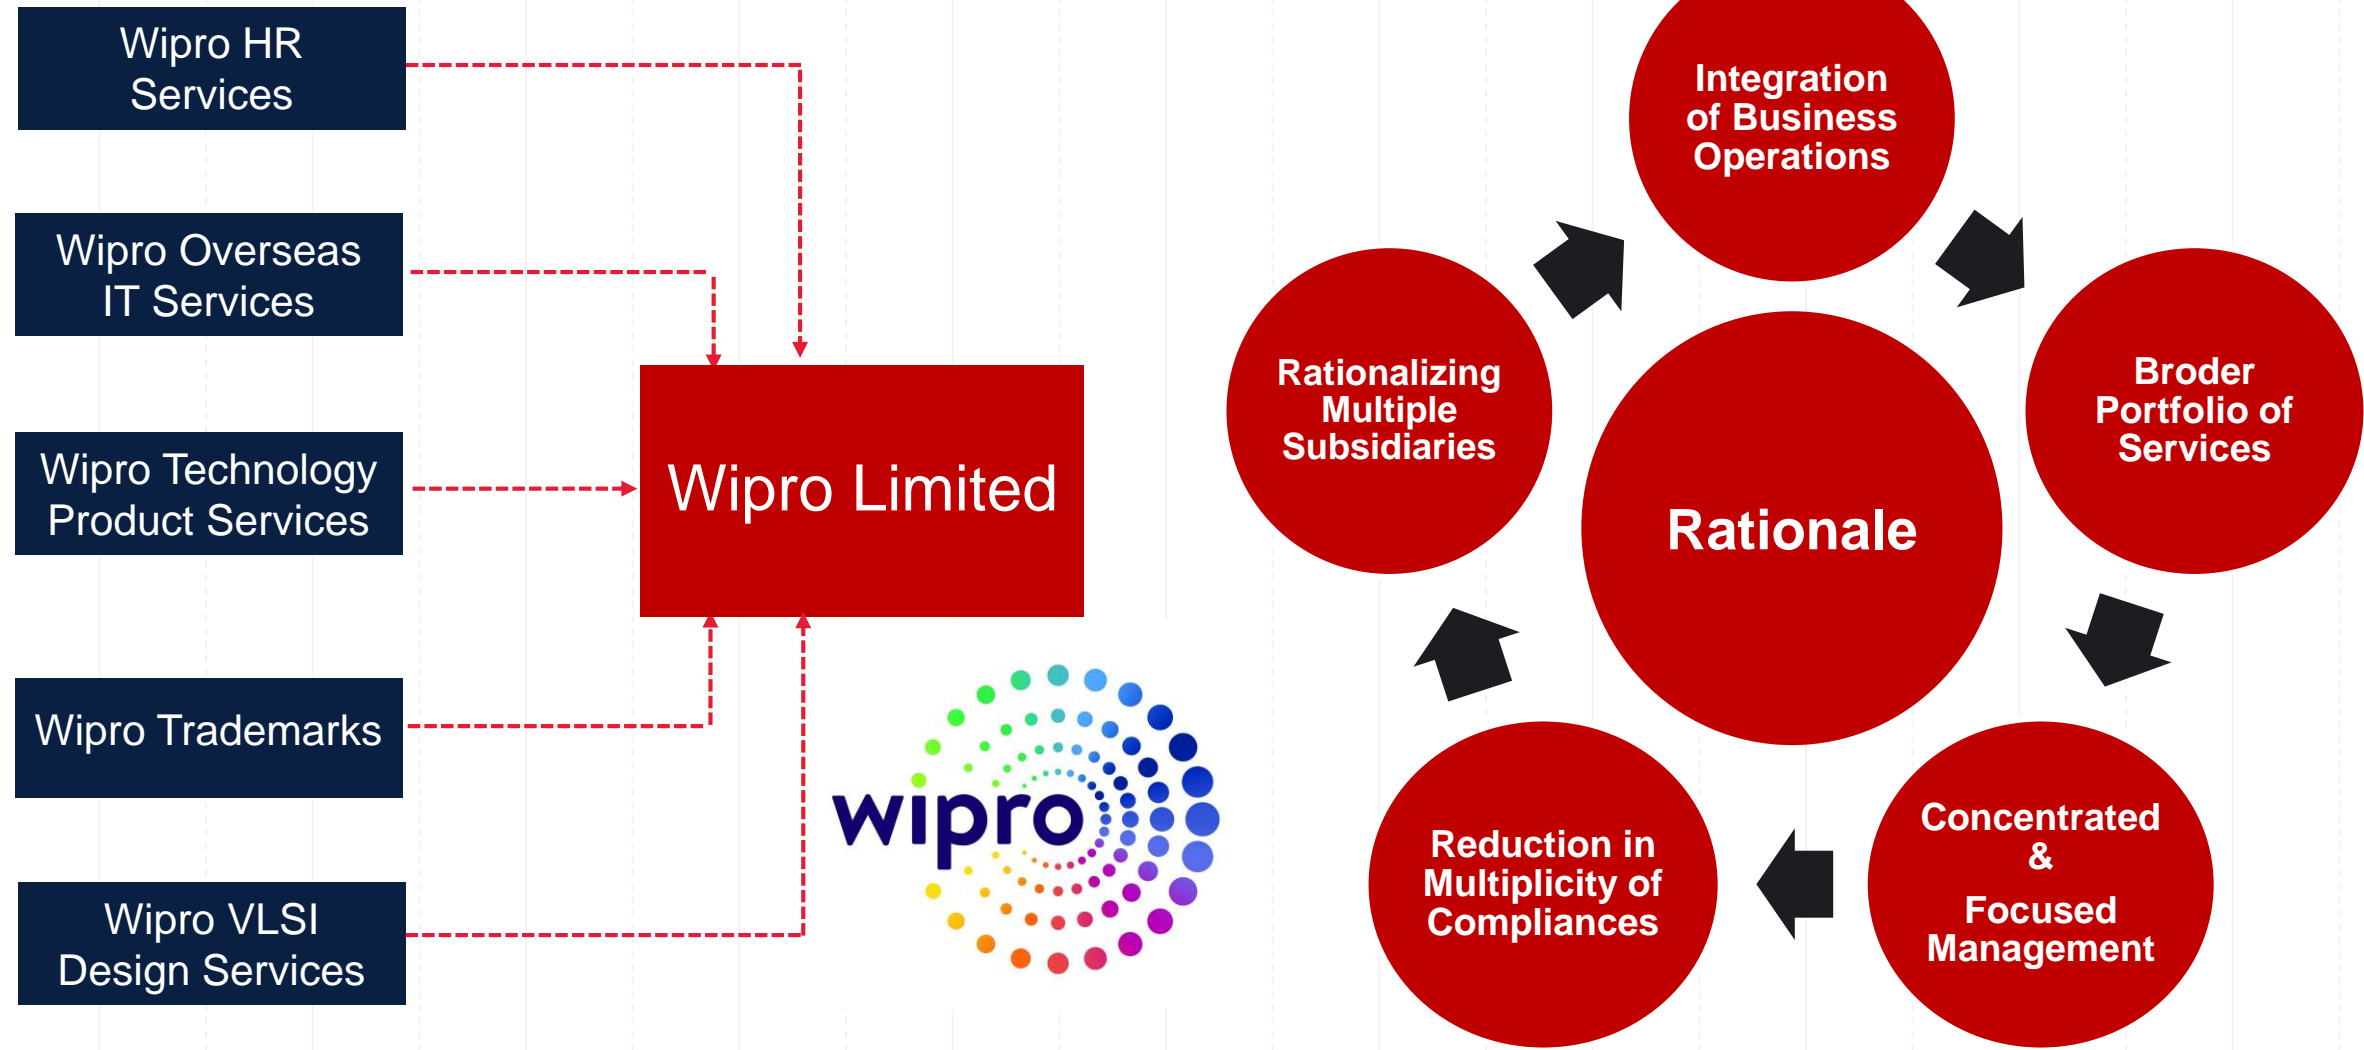 Wipro HR
Services
Wipro Overseas
IT Services
Wipro Technology
Product Services
Wipro Trademarks
Wipro VLSI
Design Services
Wipro Limited
wipro
Integration
of Business
Operations
Broder
Portfolio of
Services
Concentrated
&
Focused
Management
Reduction in
Multiplicity of
Compliances
Rationalizing
Multiple
Subsidiaries
Rationale